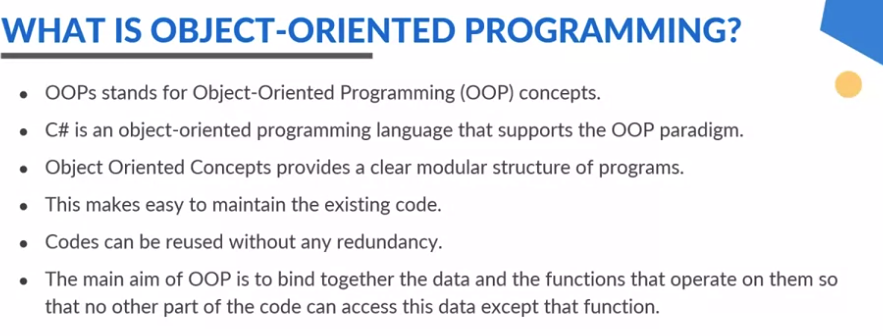 WHAT IS OBJECT-ORIENTED PROGRAMMING?
• OOPs stands for Object-Oriented Programming (OOP) concepts.
• C# is an object-oriented programming language that supports the OOP paradigm.
• Object Oriented Concepts provides a clear modular structure of programs.
• This makes easy to maintain the existing code.
• Codes can be reused without any redundancy.
• The main aim of OOP is to bind together the data and the functions that operate on them so
that no other part of the code can access this data except that function.